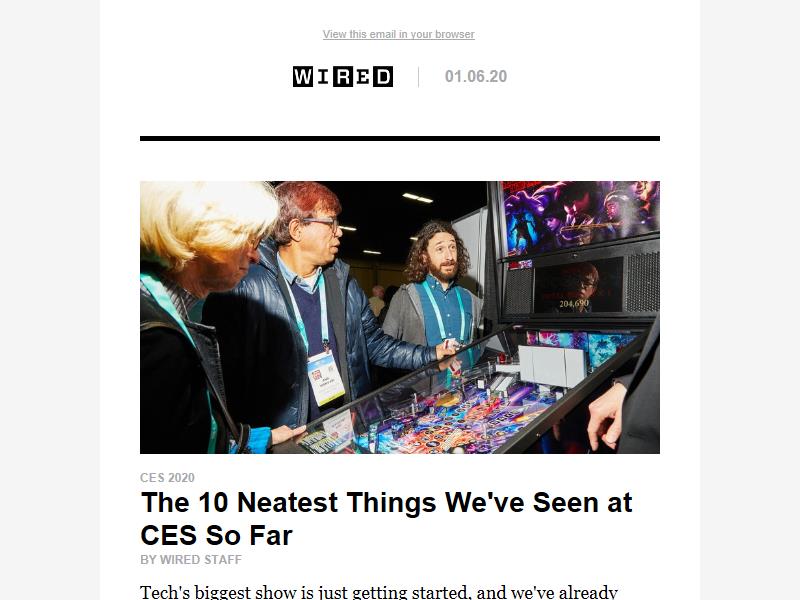 View this email in your browser
WIRED
01.06.20
204,690
CES 2020
The 10 Neatest Things We've Seen at
CES So Far
BY WIRED STAFF
Tech's biggest show is just getting started, and we've already